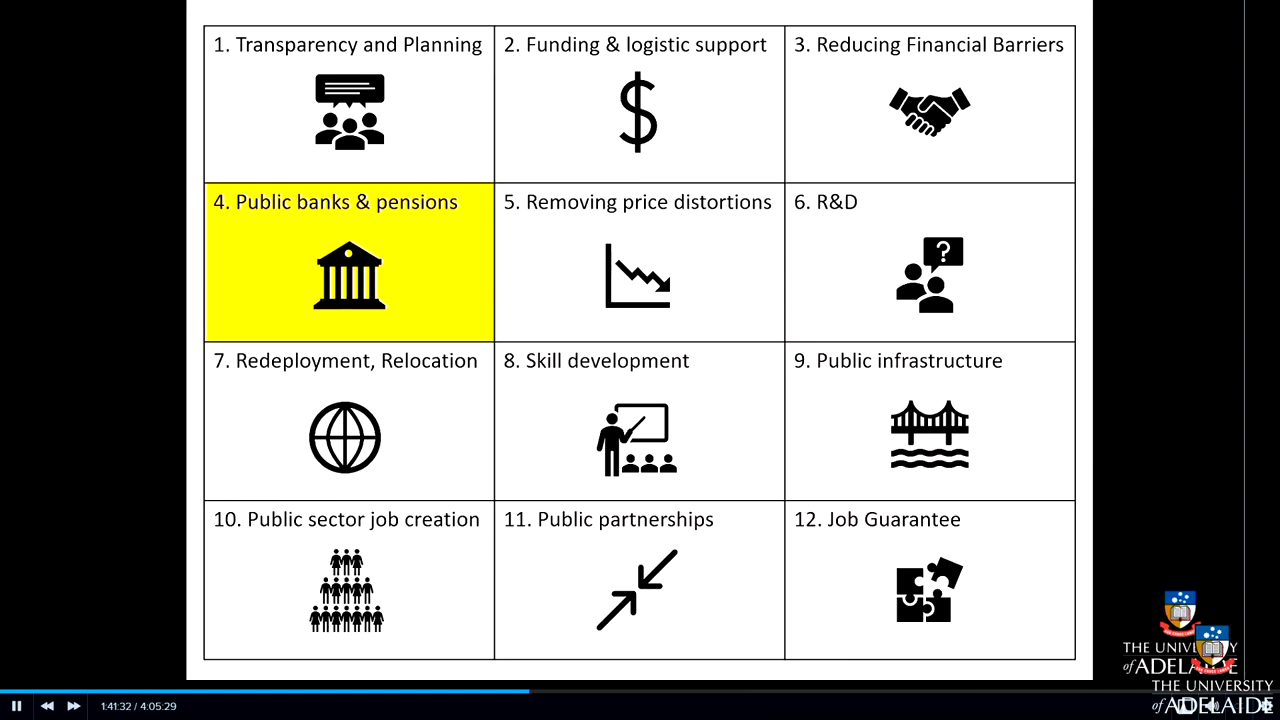 1. Transparency and Planning
2. Funding & logistic support
3. Reducing Financial Barriers
4. Public banks & pensions
5. Removing price distortions
6. R&D
?
7. Redeployment, Relocation
8. Skill development
9. Public infrastructure
10. Public sector job creation
11. Public partnerships
12. Job Guarantee
THE UNIVERSITY
of ADELAIDE
THE UNIVERSITY
of ADELAIDE
1:41:32 / 4:05:29